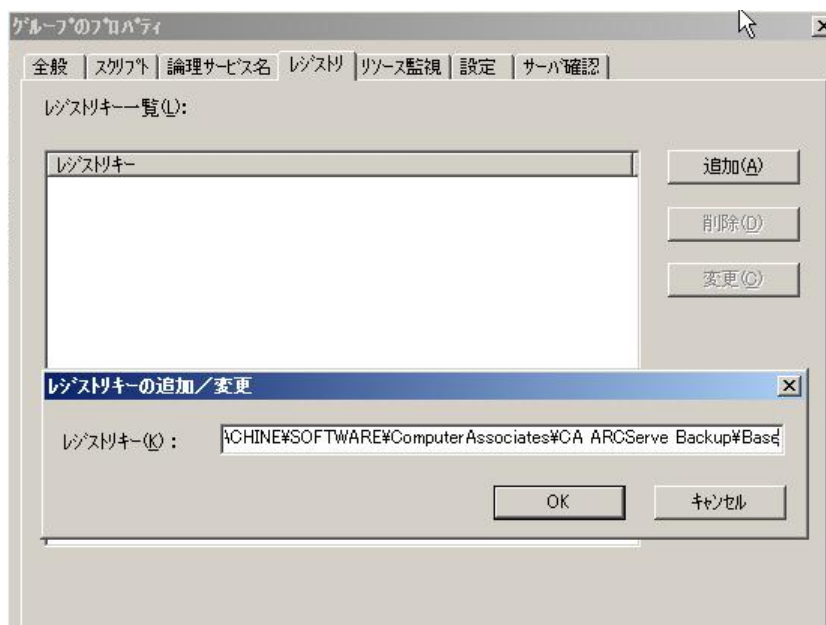 ｸﾞﾙｰﾌﾟのﾌﾟﾛﾊﾟﾃｨ
全般 ｽｸﾘﾌﾟﾄ 論理サービス名 ﾚｼﾞｽﾄﾘ ﾘｿｰｽ監視 設定 ｻｰﾊﾞ確認
ﾚｼﾞｽﾄﾘｷｰ一覧(L):
ﾚｼﾞｽﾄﾘｷｰ
追加(A)
削除(D)
変更(C)
ﾚｼﾞｽﾄﾘｷｰの追加／変更
ﾚｼﾞｽﾄﾘｷｰ(K)： \CHINE¥SOFTWARE¥ComputerAssociates¥CA ARCServe Backup¥Base
OK ｷｬﾝｾﾙ